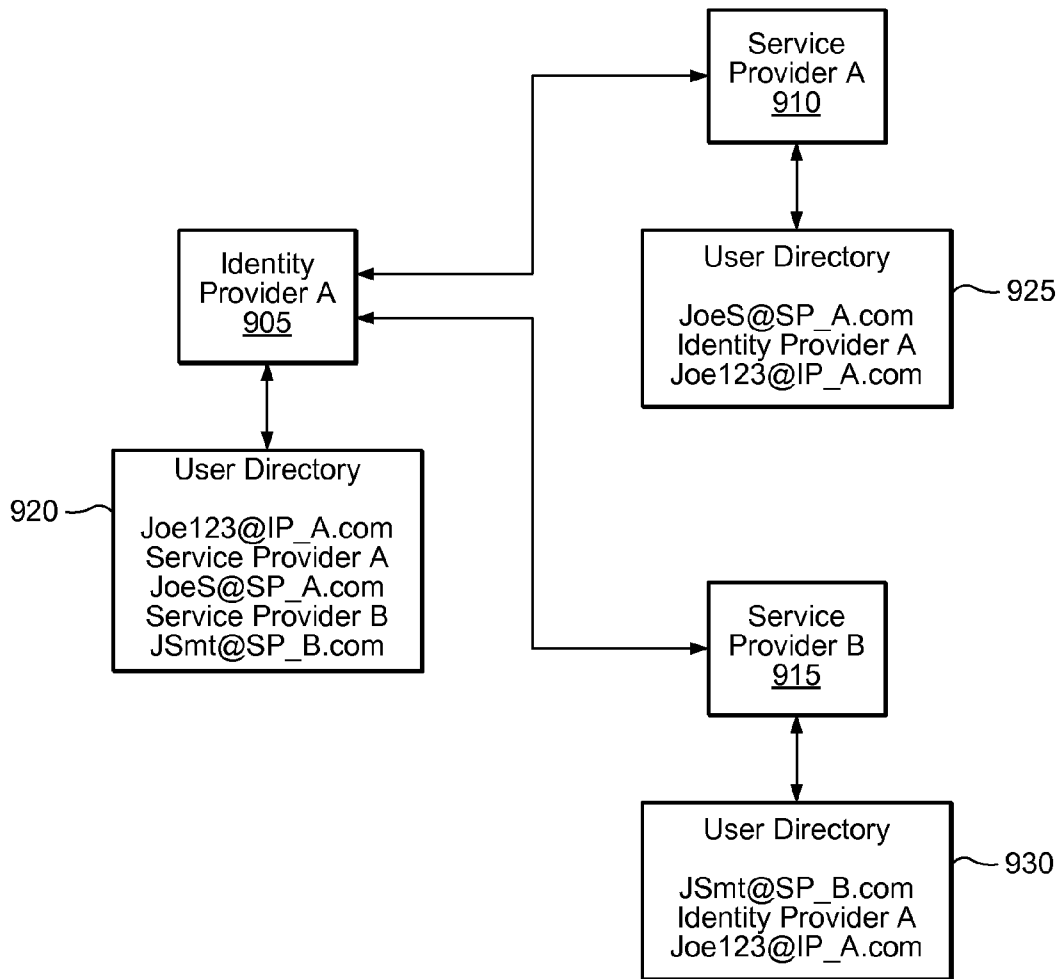 Service
Provider A
910
Identity
Provider A
905
User Directory
JoeS@SP_A.com
Identity Provider A
Joe123@IP_A.com
925
920
User Directory
Joe123@IP_A.com
Service Provider A
JoeS@SP_A.com
Service Provider B
JSmt@SP_B.com
Service
Provider B
915
User Directory
JSmt@SP_B.com
Identity Provider A
Joe123@IP_A.com
930